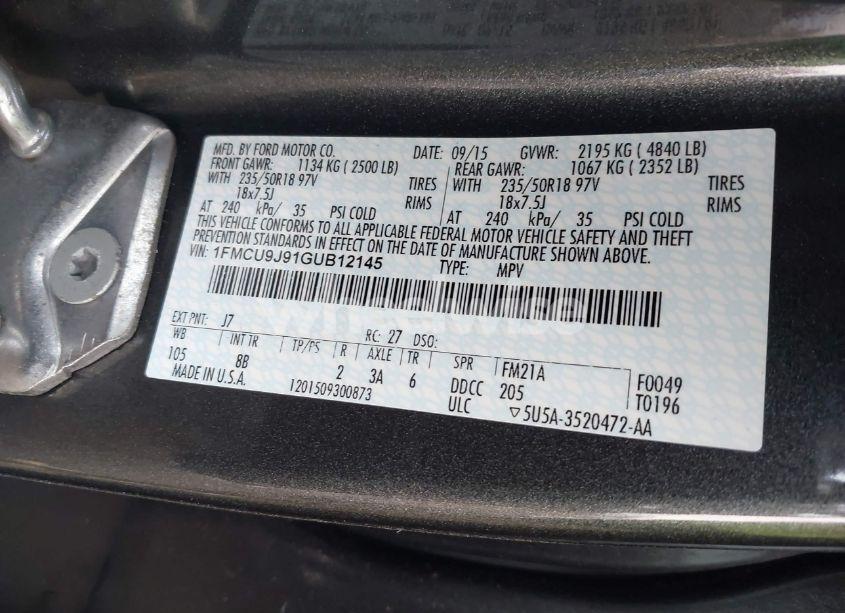 MFD. BY FORD MOTOR CO. DATE: 09/15 GVWR: 2195 KG ( 4840 LB)
FRONT GAWR: 1134 KG ( 2500 LB) REAR GAWR: 1067 KG ( 2352 LB)
WITH 235/50R18 97V TIRES WITH 235/50R18 97V TIRES
18x7.5J RIMS 18x7.5J RIMS
AT 240 kPa/ 35 PSI COLD AT 240 kPa/ 35 PSI COLD
THIS VEHICLE CONFORMS TO ALL APPLICABLE FEDERAL MOTOR VEHICLE SAFETY AND THEFT
PREVENTION STANDARDS IN EFFECT ON THE DATE OF MANUFACTURE SHOWN ABOVE.
VIN: 1FMCU9J91GUB12145 TYPE: MPV
EXT PNT: J7 RC: 27 DSO:
WB INT TR TP/PS R AXLE TR SPR FM21A F0049
105 8B 2 3A 6 DDCC 205 T0196
MADE IN U.S.A. 1201509300873 ULC ▽5U5A-3520472-AA